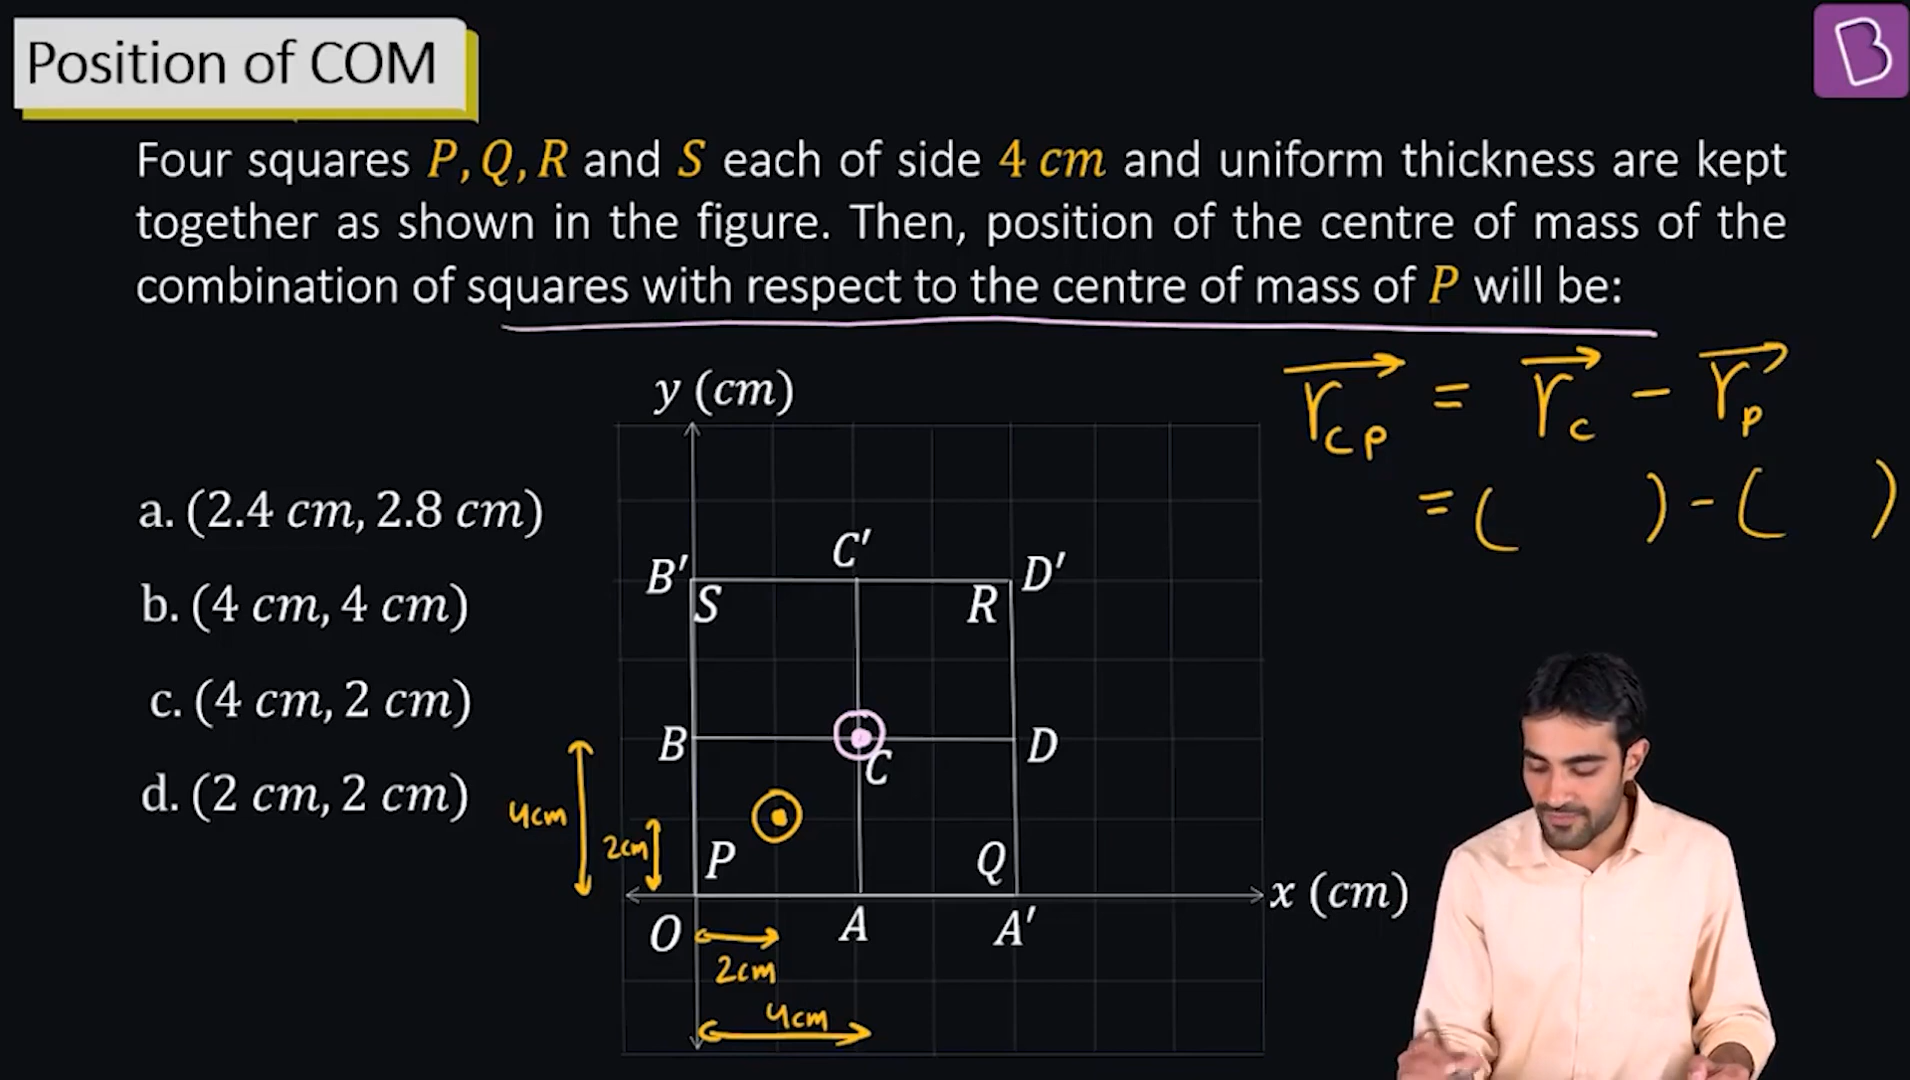 Position of COM
B
Four squares P, Q, R and S each of side 4 cm and uniform thickness are kept
together as shown in the figure. Then, position of the centre of mass of the
combination of squares with respect to the centre of mass of P will be:
r_cp = r_c - r_p
= ( ) - ( )
a. (2.4 cm, 2.8 cm)
b. (4 cm, 4 cm)
c. (4 cm, 2 cm)
d. (2 cm, 2 cm)
y (cm)
B' C' D'
S R
B C D
4cm
2cm
P Q
x (cm)
O A A'
2cm
4cm